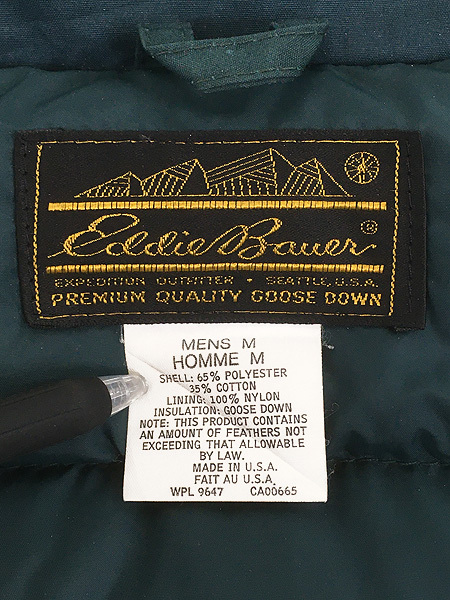 Eddie Bauer®
EXPEDITION OUTFITTER • SEATTLE, U.S.A.
PREMIUM QUALITY GOOSE DOWN
MENS M
HOMME M
SHELL: 65% POLYESTER
35% COTTON
LINING: 100% NYLON
INSULATION: GOOSE DOWN
NOTE: THIS PRODUCT CONTAINS
AN AMOUNT OF FEATHERS NOT
EXCEEDING THAT ALLOWABLE
BY LAW.
MADE IN U.S.A.
FAIT AU U.S.A.
WPL 9647 CA00665